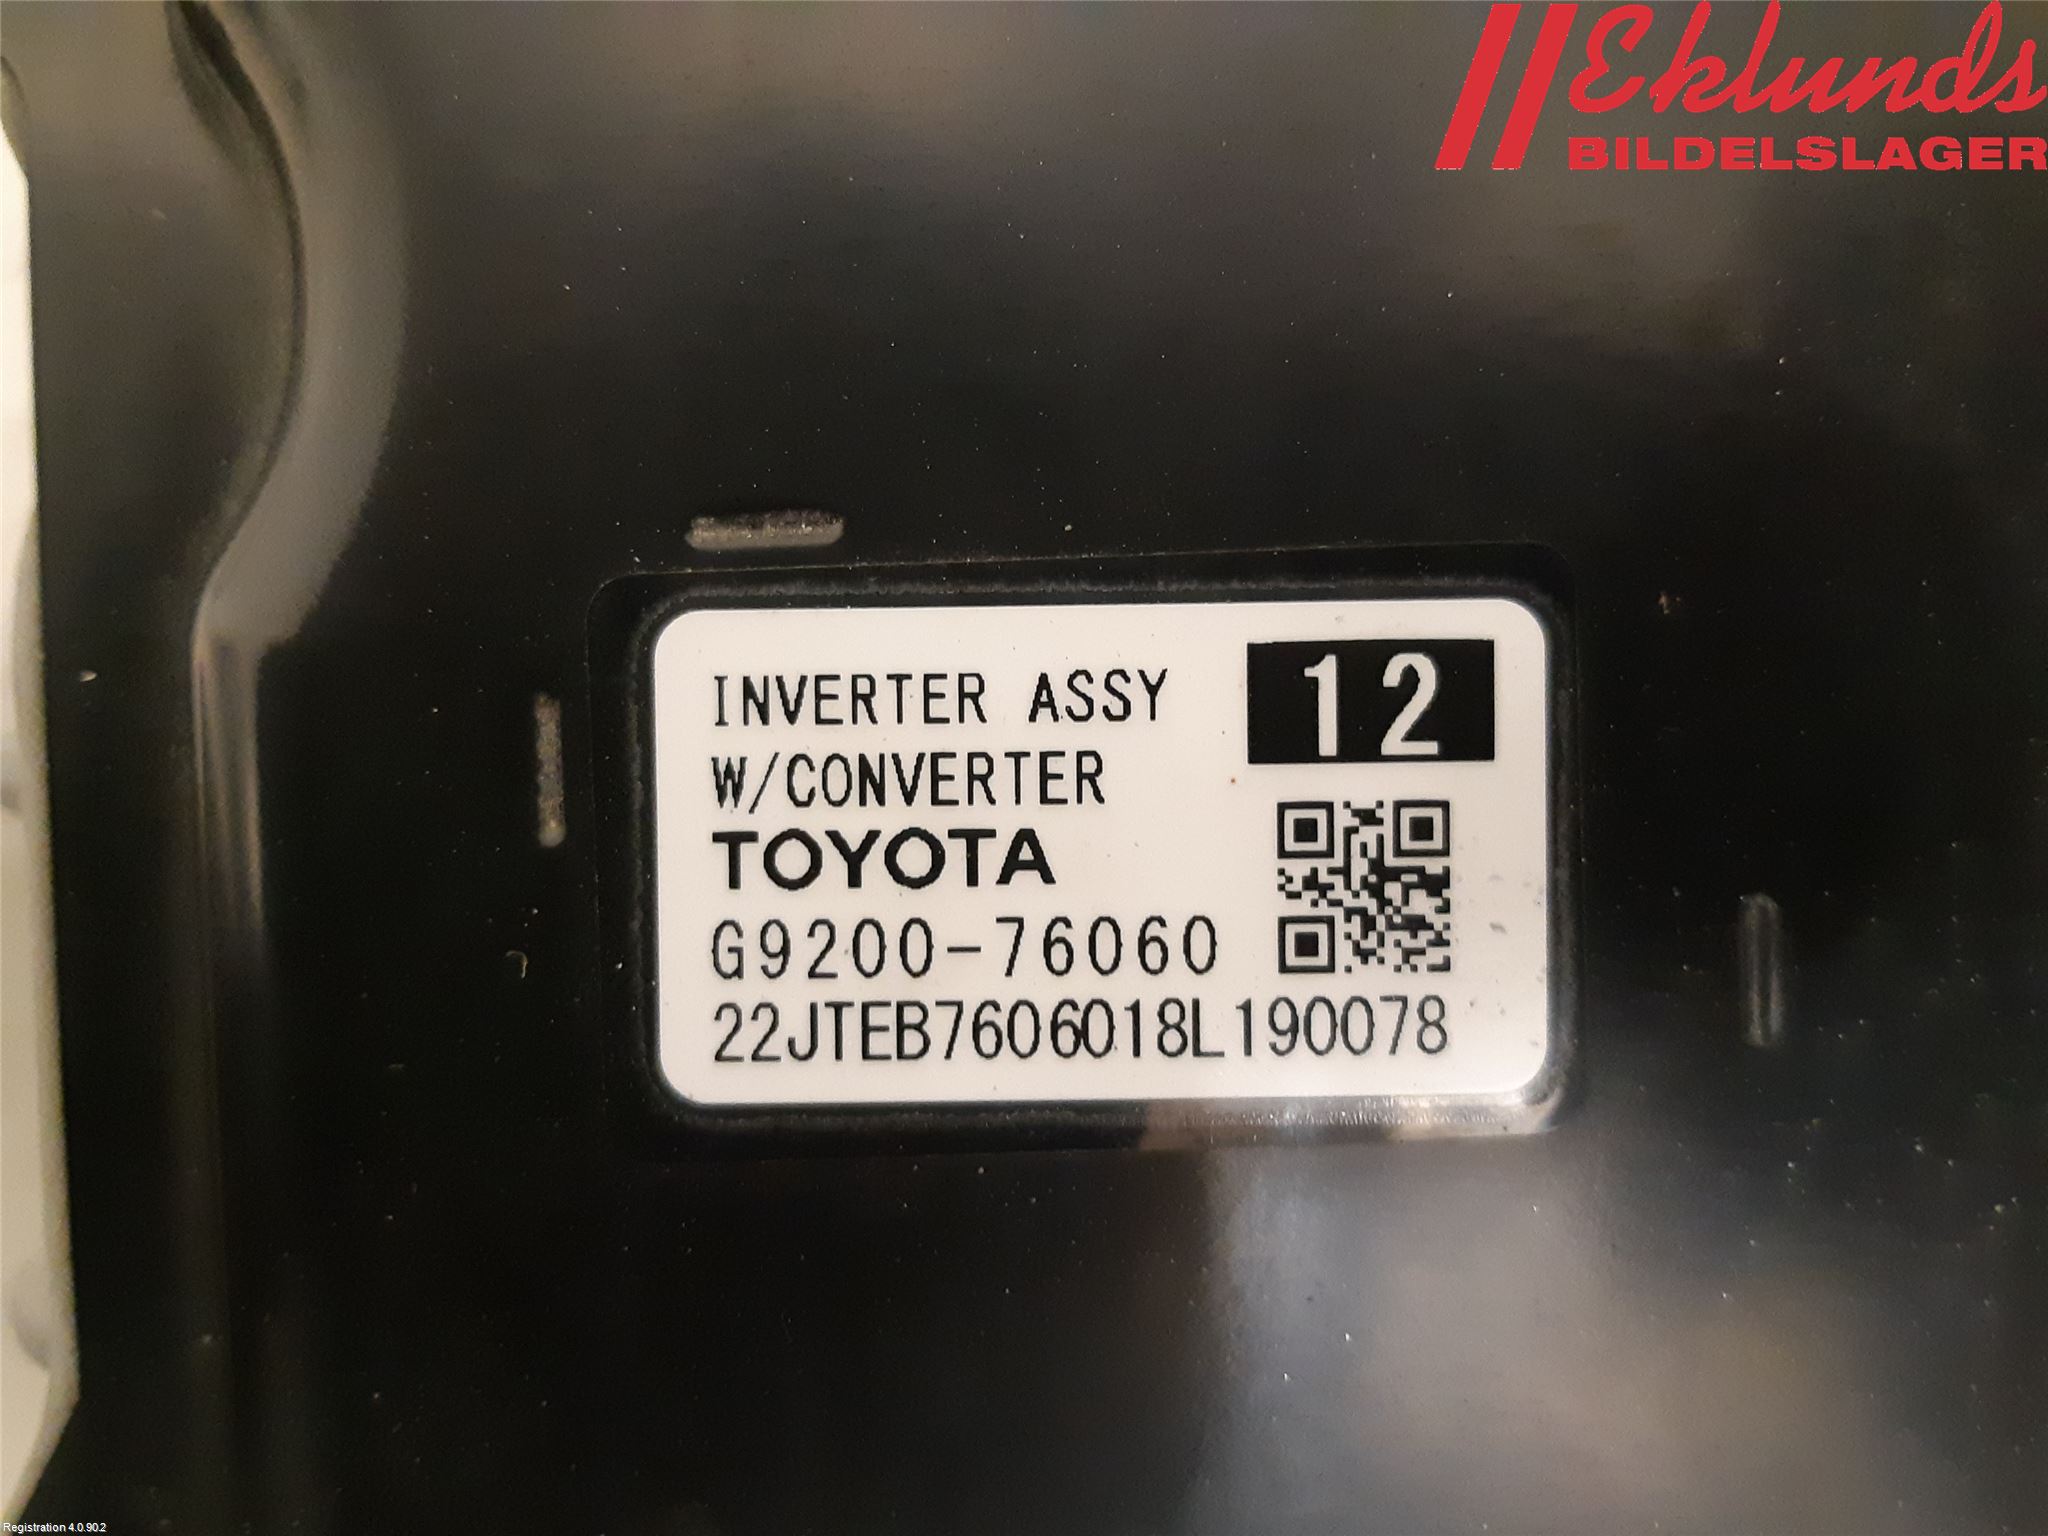 Eklunds
BILDELSLAGER
INVERTER ASSY
12
W/CONVERTER
TOYOTA
G9200-76060
22JTEB7606018L190078
Registration 4.0.90.2